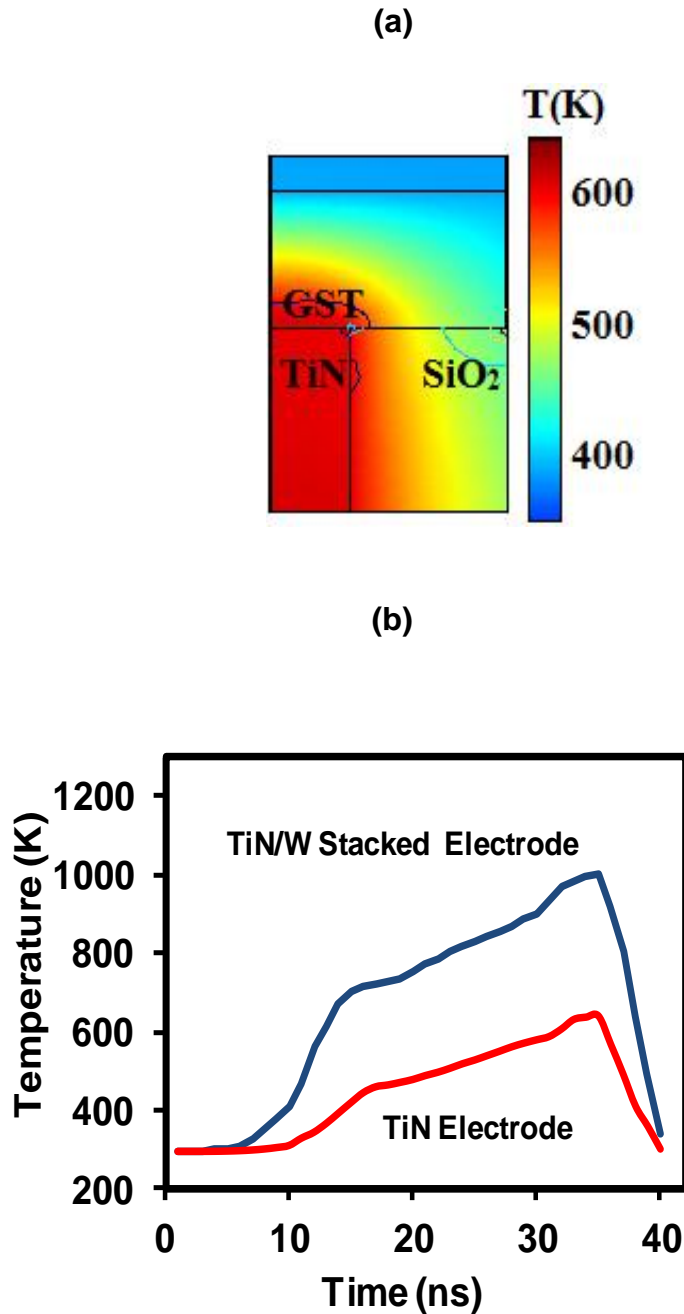 (a)
T(K)
600
GST
500
TiN
SiO₂
400
(b)
1200
TiN/W Stacked Electrode
1000
800
600
400
TiN Electrode
200
0 10 20 30 40
Temperature (K)
Time (ns)